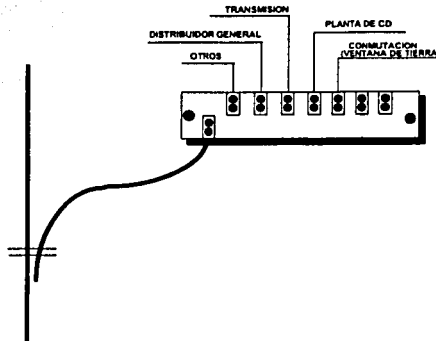 TRANSMISION
PLANTA DE CD
DISTRIBUIDOR GENERAL
CONMUTACION
(VENTANA DE TIERRA
OTROS